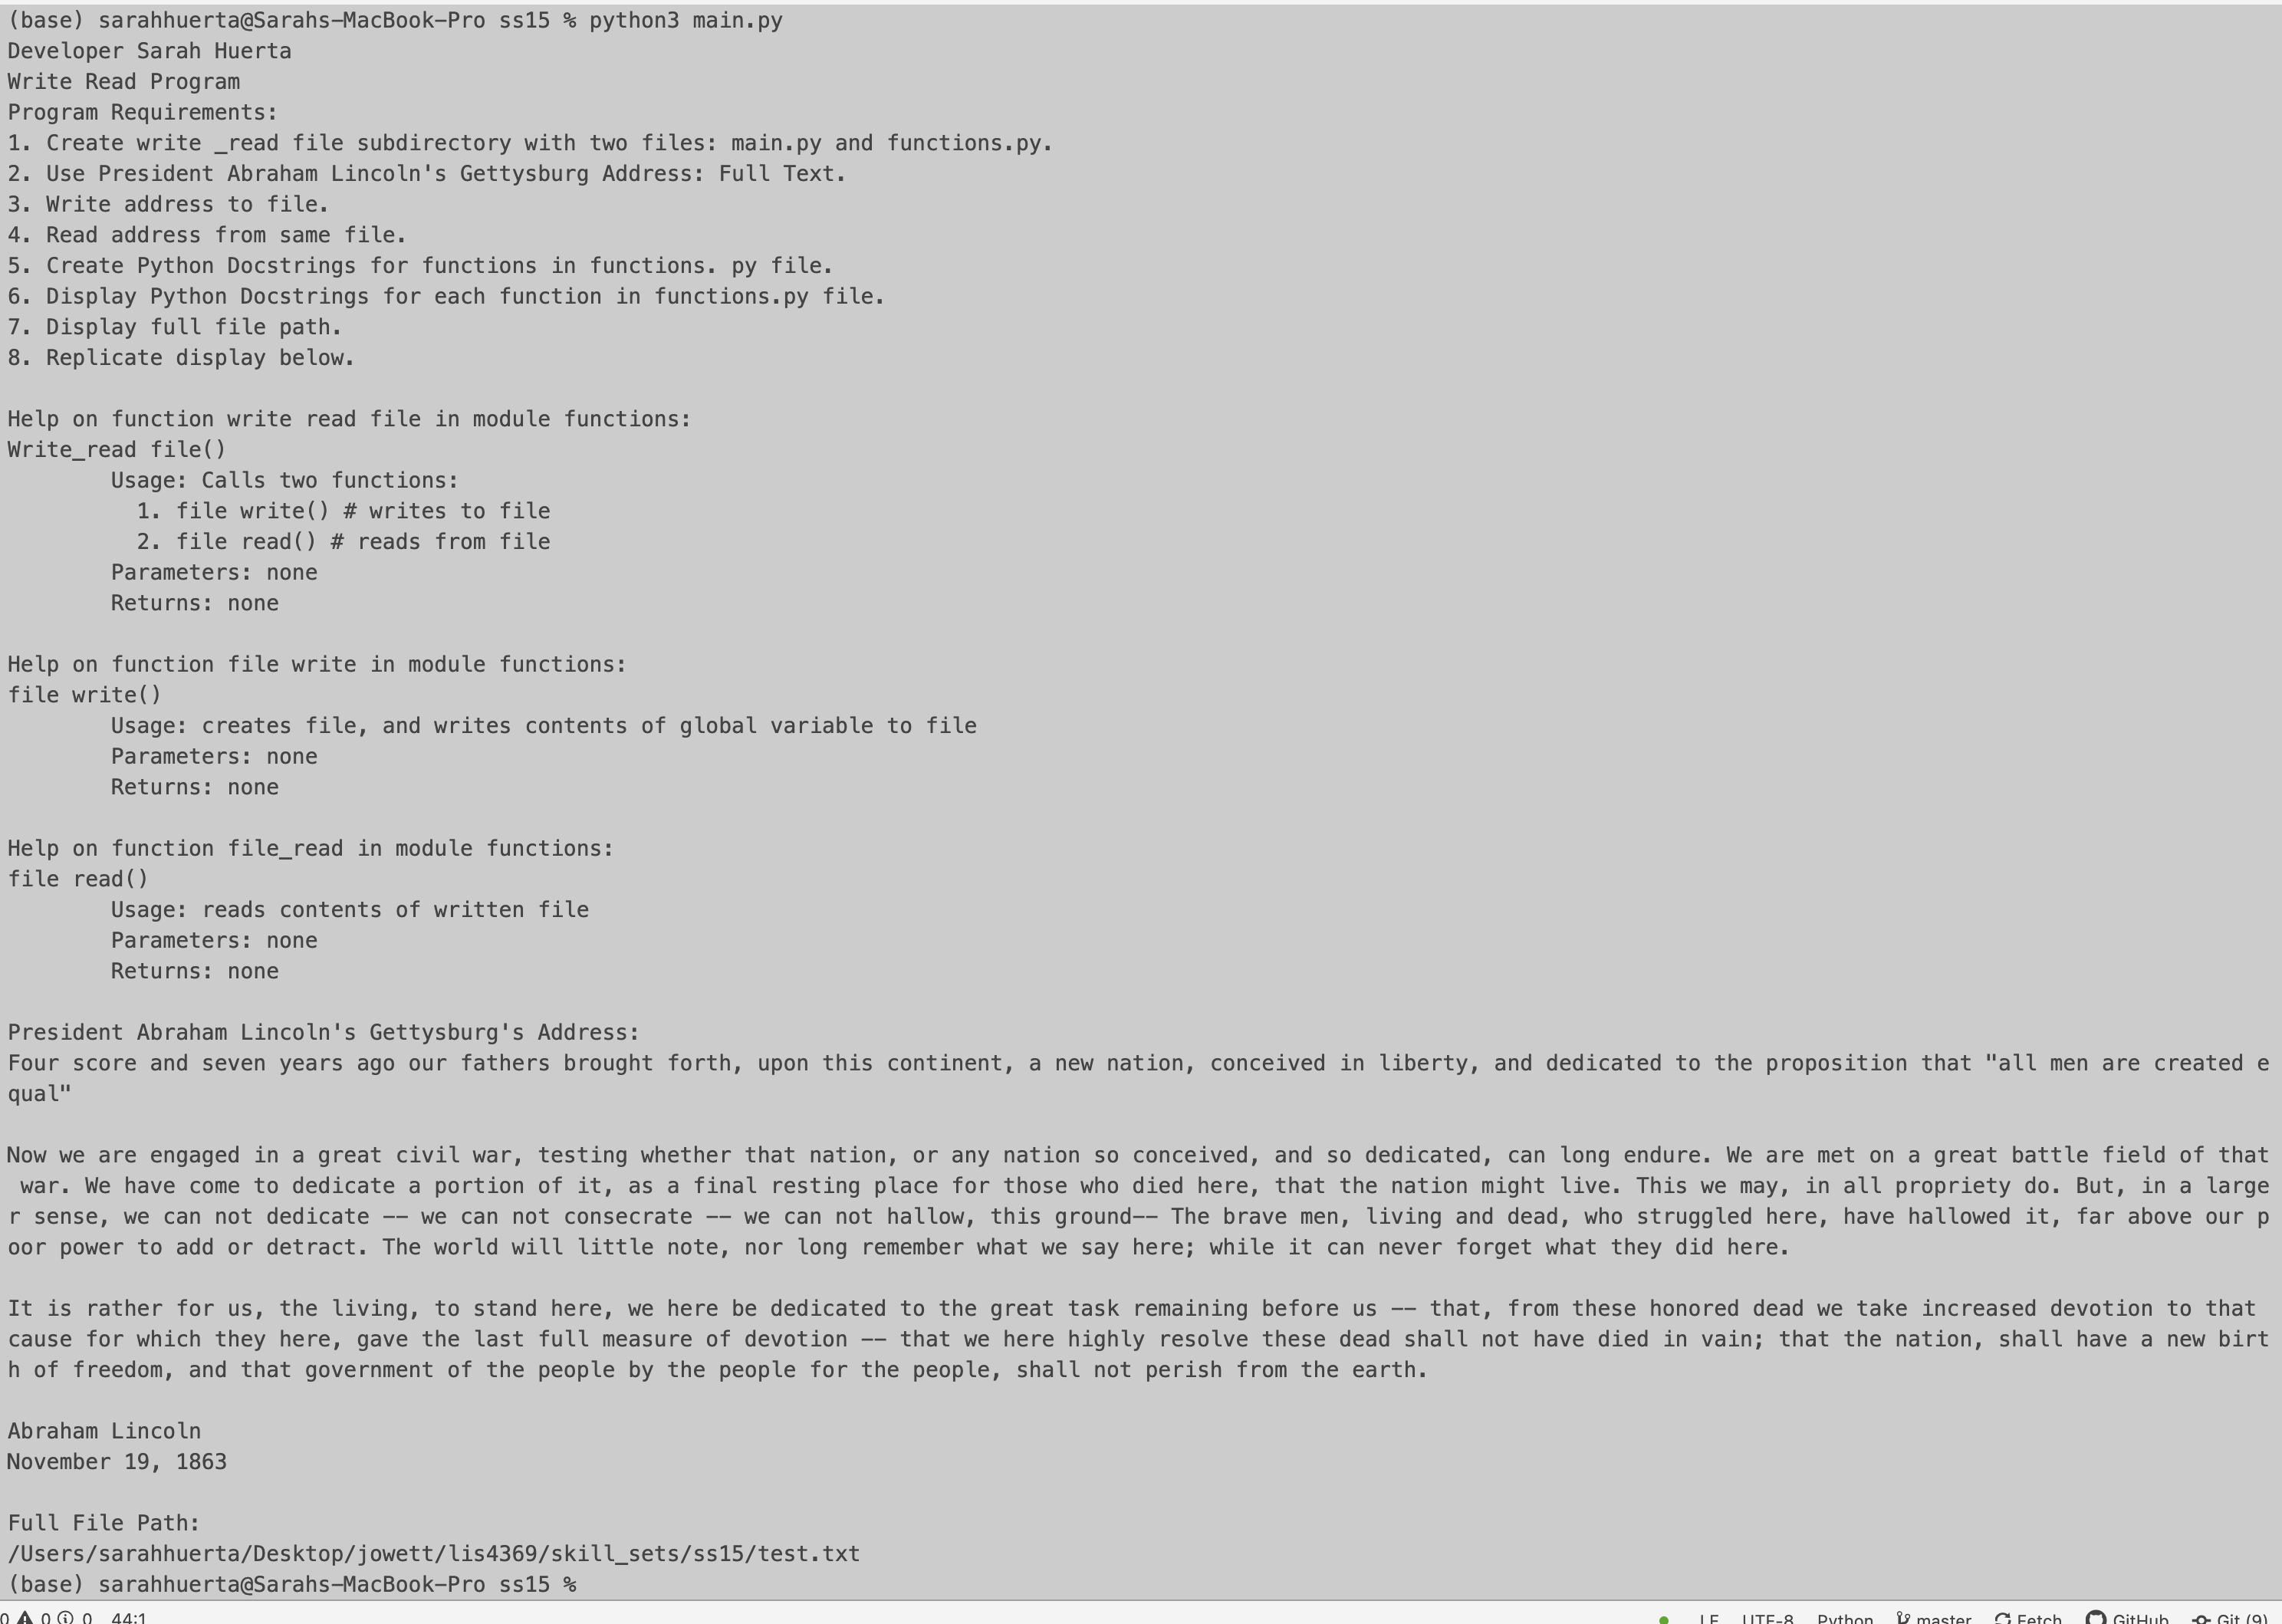 (base) sarahhuerta@Sarahs-MacBook-Pro ss15 % python3 main.py
Developer Sarah Huerta
Write Read Program
Program Requirements:
1. Create write _read file subdirectory with two files: main.py and functions.py.
2. Use President Abraham Lincoln's Gettysburg Address: Full Text.
3. Write address to file.
4. Read address from same file.
5. Create Python Docstrings for functions in functions. py file.
6. Display Python Docstrings for each function in functions.py file.
7. Display full file path.
8. Replicate display below.
Help on function write read file in module functions:
Write_read file()
Usage: Calls two functions:
1. file write() # writes to file
2. file read() # reads from file
Parameters: none
Returns: none
Help on function file write in module functions:
file write()
Usage: creates file, and writes contents of global variable to file
Parameters: none
Returns: none
Help on function file_read in module functions:
file read()
Usage: reads contents of written file
Parameters: none
Returns: none
President Abraham Lincoln's Gettysburg's Address:
Four score and seven years ago our fathers brought forth, upon this continent, a new nation, conceived in liberty, and dedicated to the proposition that "all men are created e
qual"
Now we are engaged in a great civil war, testing whether that nation, or any nation so conceived, and so dedicated, can long endure. We are met on a great battle field of that
war. We have come to dedicate a portion of it, as a final resting place for those who died here, that the nation might live. This we may, in all propriety do. But, in a large
r sense, we can not dedicate -- we can not consecrate -- we can not hallow, this ground-- The brave men, living and dead, who struggled here, have hallowed it, far above our p
oor power to add or detract. The world will little note, nor long remember what we say here; while it can never forget what they did here.
It is rather for us, the living, to stand here, we here be dedicated to the great task remaining before us -- that, from these honored dead we take increased devotion to that
cause for which they here, gave the last full measure of devotion -- that we here highly resolve these dead shall not have died in vain; that the nation, shall have a new birt
h of freedom, and that government of the people by the people for the people, shall not perish from the earth.
Abraham Lincoln
November 19, 1863
Full File Path:
/Users/sarahhuerta/Desktop/jowett/lis4369/skill_sets/ss15/test.txt
(base) sarahhuerta@Sarahs-MacBook-Pro ss15 %
0 0 0 44:1 LF UTF-8 Python master Fetch GitHub Git (9)